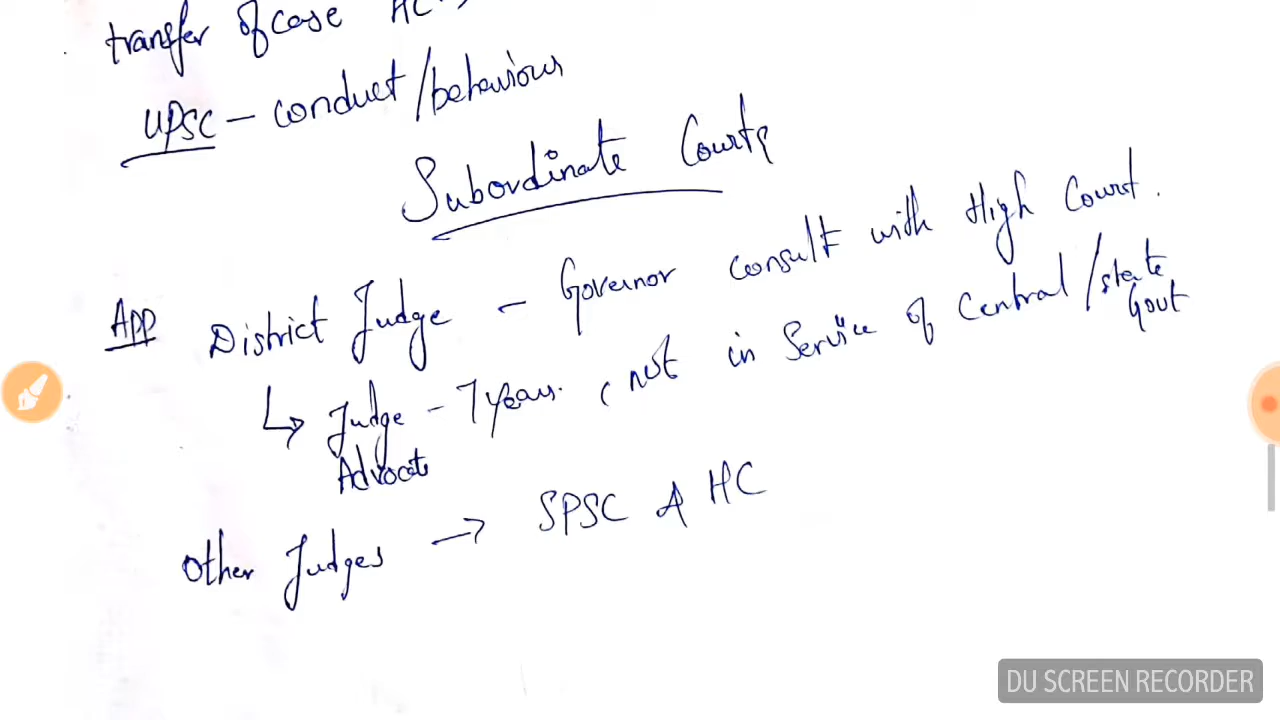 transfer of case HC
UPSC - conduct/behaviour
Subordinate Courts
App District Judge - Governor consult with High Court.
↳ Judge - 7 years. (not in service of Central/state Govt
Advocate
Other Judges → SPSC & HC
DU SCREEN RECORDER